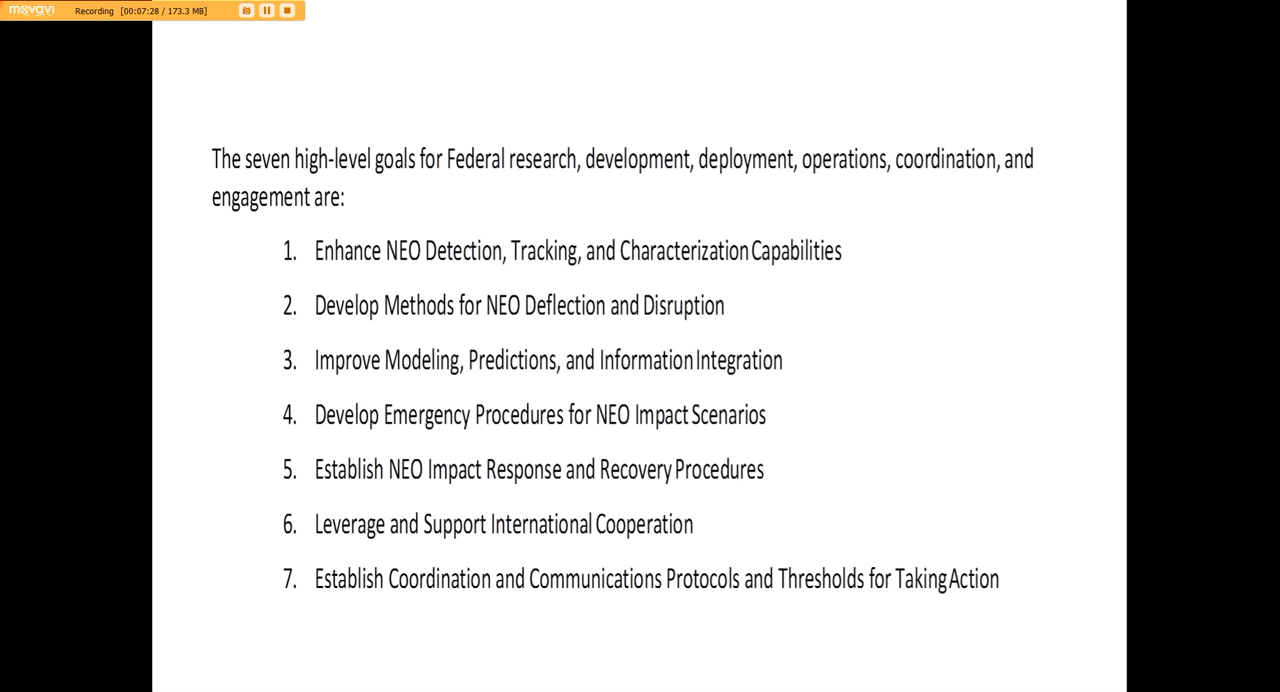 movavi Recording [00:07:28 / 173.3 MB]
The seven high-level goals for Federal research, development, deployment, operations, coordination, and
engagement are:
1. Enhance NEO Detection, Tracking, and Characterization Capabilities
2. Develop Methods for NEO Deflection and Disruption
3. Improve Modeling, Predictions, and Information Integration
4. Develop Emergency Procedures for NEO Impact Scenarios
5. Establish NEO Impact Response and Recovery Procedures
6. Leverage and Support International Cooperation
7. Establish Coordination and Communications Protocols and Thresholds for Taking Action